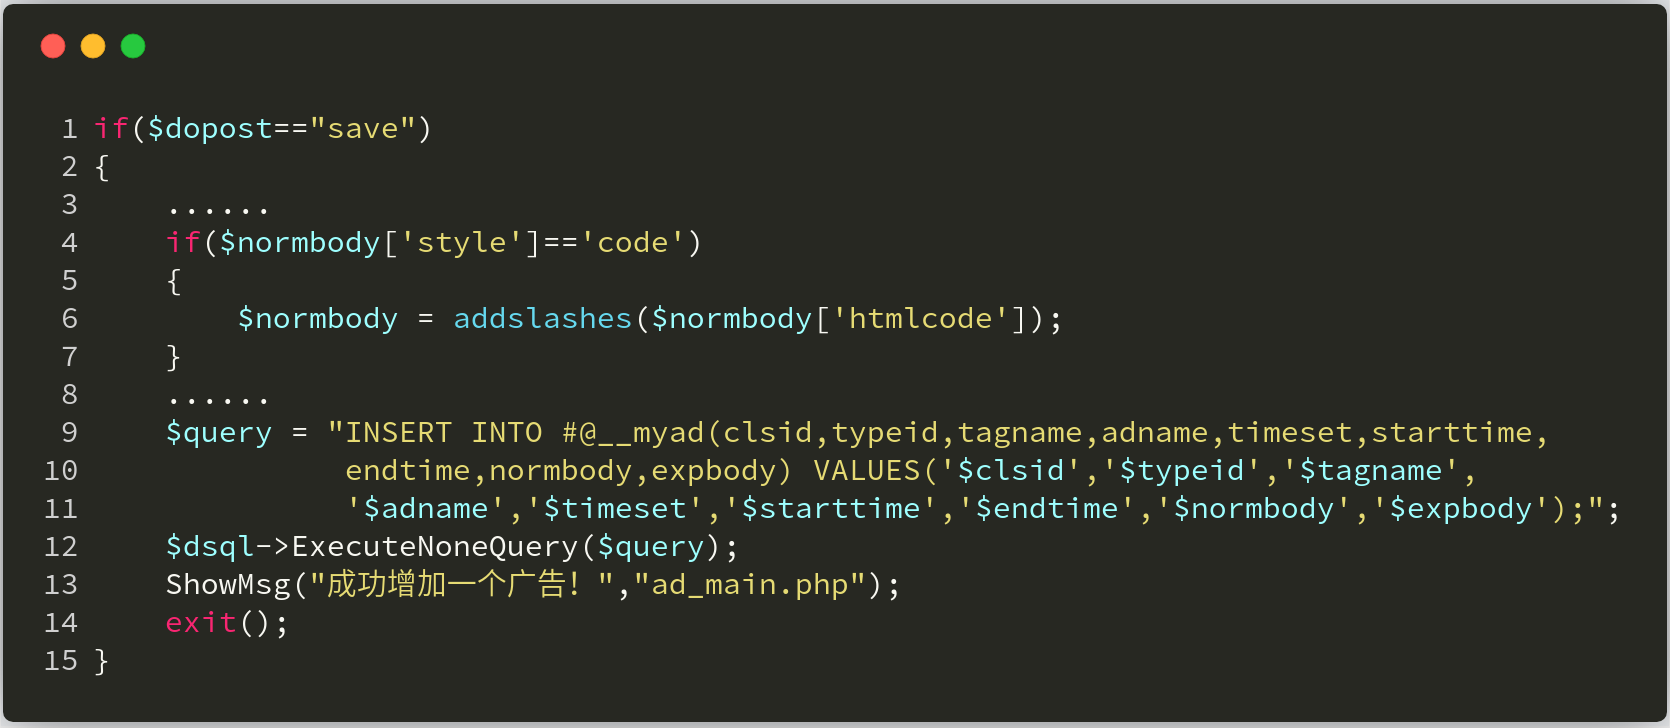 1 if($dopost=="save")
2 {
3     ......
4     if($normbody['style']=='code')
5     {
6         $normbody = addslashes($normbody['htmlcode']);
7     }
8     ......
9     $query = "INSERT INTO #@__myad(clsid,typeid,tagname,adname,timeset,starttime,
10               endtime,normbody,expbody) VALUES('$clsid','$typeid','$tagname',
11               '$adname','$timeset','$starttime','$endtime','$normbody','$expbody');";
12     $dsql->ExecuteNoneQuery($query);
13     ShowMsg("成功增加一个广告！","ad_main.php");
14     exit();
15 }